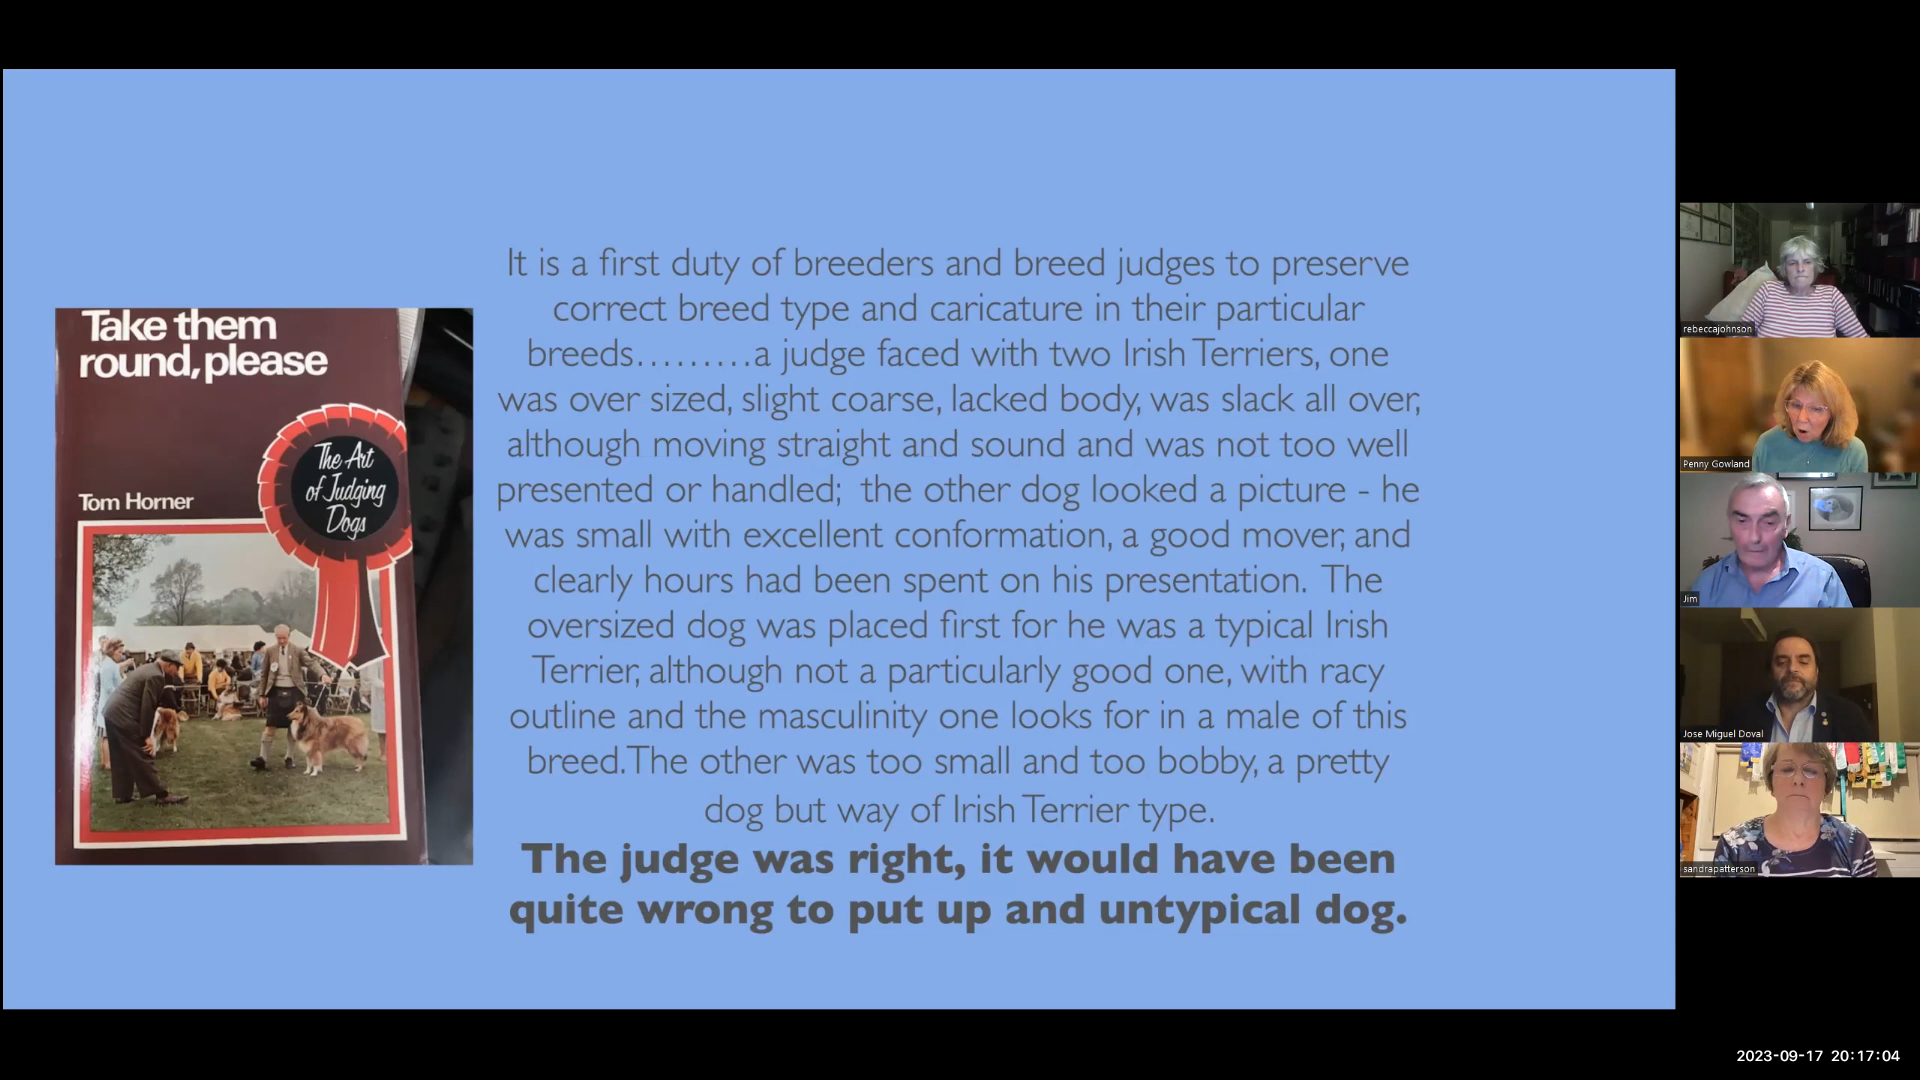 Take them
round, please
Tom Horner
The Art
of Judging
Dogs
It is a first duty of breeders and breed judges to preserve
correct breed type and caricature in their particular
breeds.........a judge faced with two Irish Terriers, one
was over sized, slight coarse, lacked body, was slack all over,
although moving straight and sound and was not too well
presented or handled;  the other dog looked a picture - he
was small with excellent conformation, a good mover, and
clearly hours had been spent on his presentation.  The
oversized dog was placed first for he was a typical Irish
Terrier, although not a particularly good one, with racy
outline and the masculinity one looks for in a male of this
breed.The other was too small and too bobby, a pretty
dog but way of Irish Terrier type.
The judge was right, it would have been
quite wrong to put up and untypical dog.
rebeccajohnson
Penny Gowland
Jim
Jose Miguel Doval
sandrapatterson
2023-09-17 20:17:04